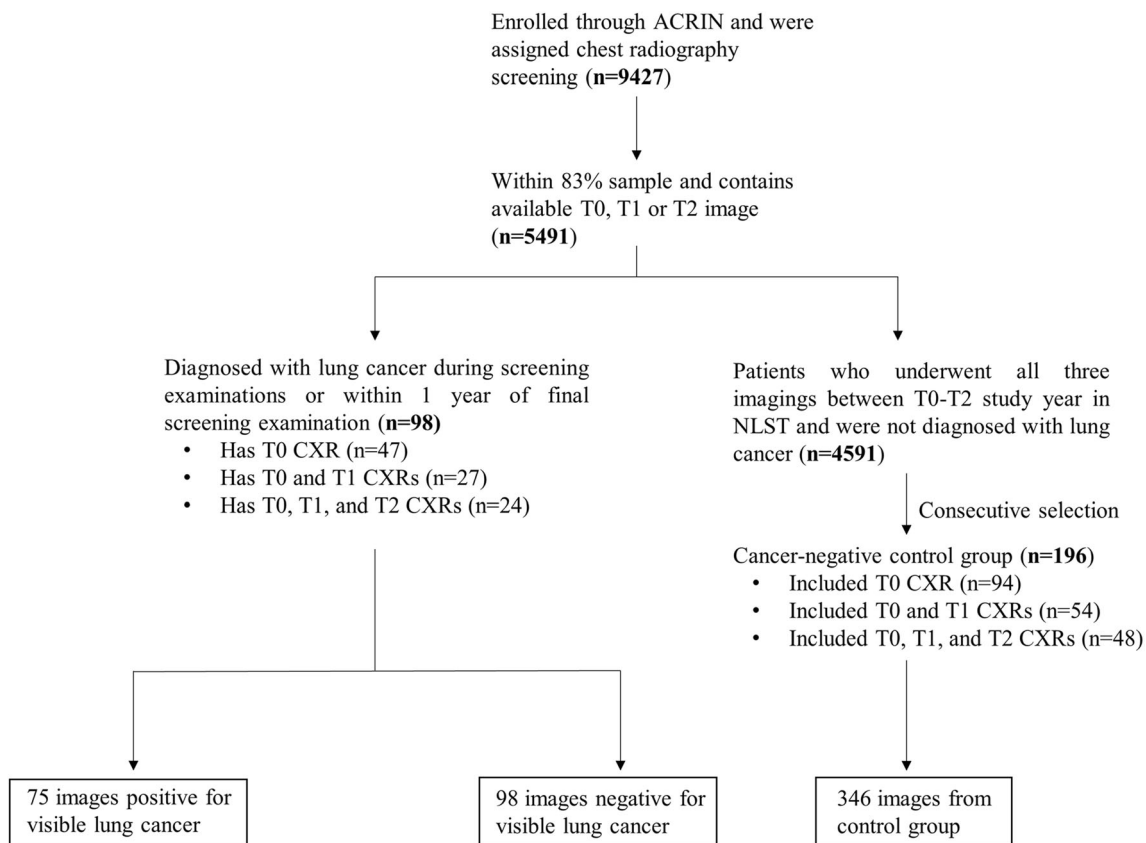 Enrolled through ACRIN and were
assigned chest radiography
screening (n=9427)
Within 83% sample and contains
available T0, T1 or T2 image
(n=5491)
Diagnosed with lung cancer during screening
examinations or within 1 year of final
screening examination (n=98)
• Has T0 CXR (n=47)
• Has T0 and T1 CXRs (n=27)
• Has T0, T1, and T2 CXRs (n=24)
Patients who underwent all three
imagings between T0-T2 study year in
NLST and were not diagnosed with lung
cancer (n=4591)
Consecutive selection
Cancer-negative control group (n=196)
• Included T0 CXR (n=94)
• Included T0 and T1 CXRs (n=54)
• Included T0, T1, and T2 CXRs (n=48)
75 images positive for
visible lung cancer
98 images negative for
visible lung cancer
346 images from
control group